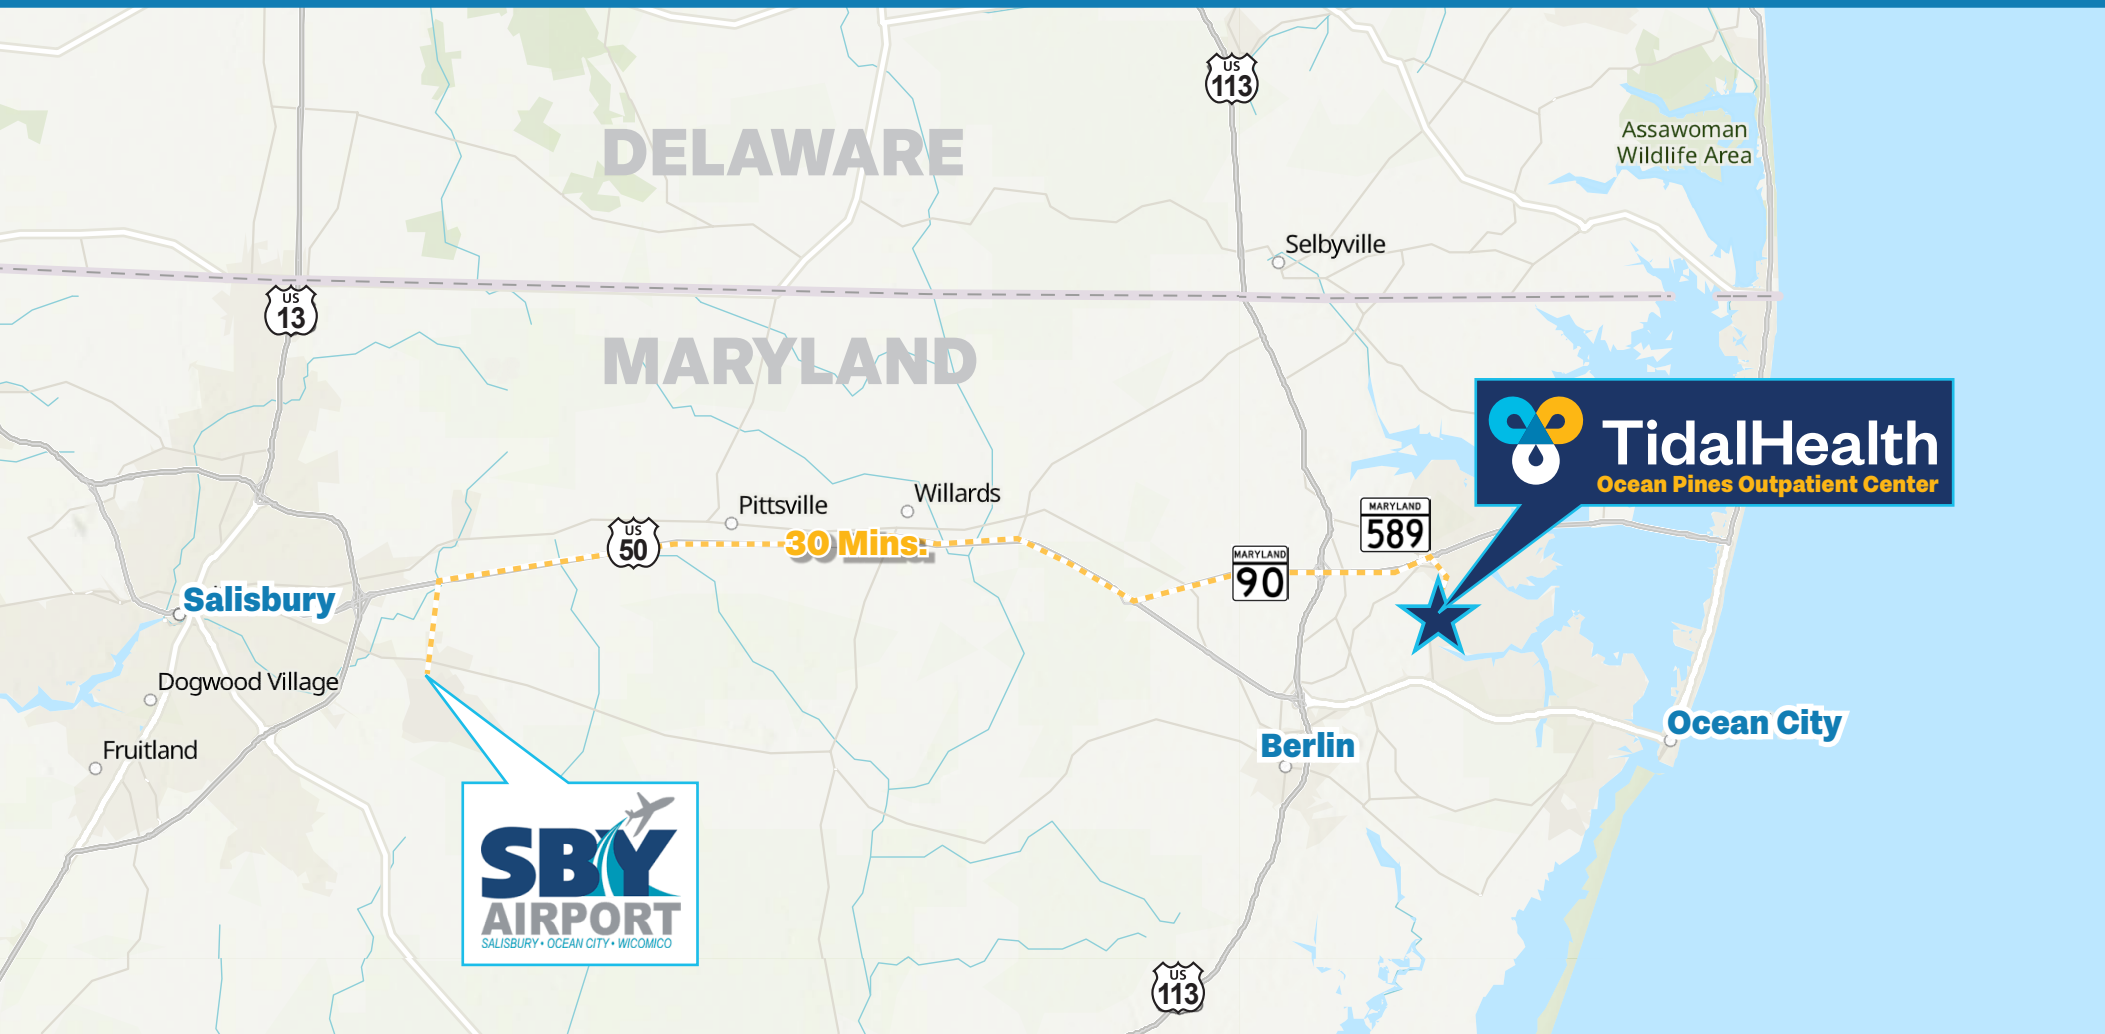 US
113
Assawoman
Wildlife Area
DELAWARE
Selbyville
US
13
MARYLAND
TidalHealth
Ocean Pines Outpatient Center
Pittsville
Willards
MARYLAND
589
US
50
30 Mins.
MARYLAND
90
Salisbury
Dogwood Village
Fruitland
Ocean City
Berlin
SBY
AIRPORT
SALISBURY • OCEAN CITY • WICOMICO
US
113